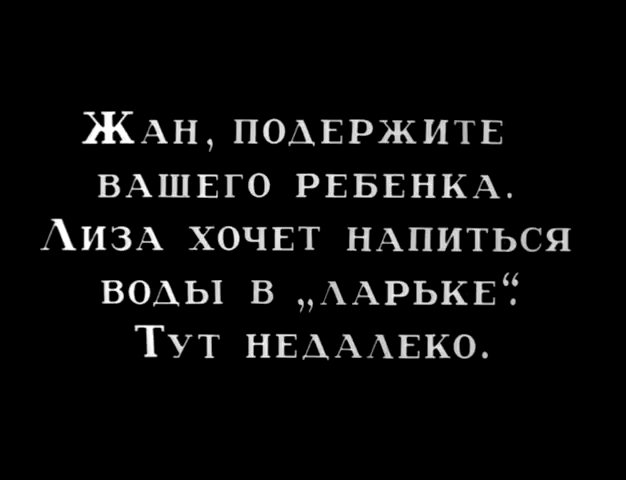 Жан, подержите
вашего ребенка.
Лиза хочет напиться
воды в „ларьке“.
Тут недалеко.